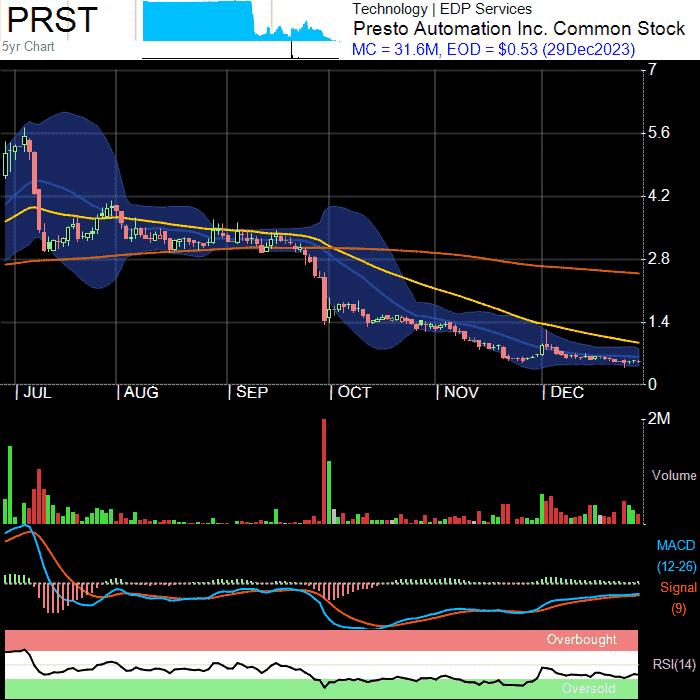 PRST
5yr Chart
Technology | EDP Services
Presto Automation Inc. Common Stock
MC = 31.6M, EOD = $0.53 (29Dec2023)
7
5.6
4.2
2.8
1.4
0
| JUL | AUG | SEP | OCT | NOV | DEC
2M
Volume
MACD
(12-26)
Signal
(9)
Overbought
RSI(14)
Oversold